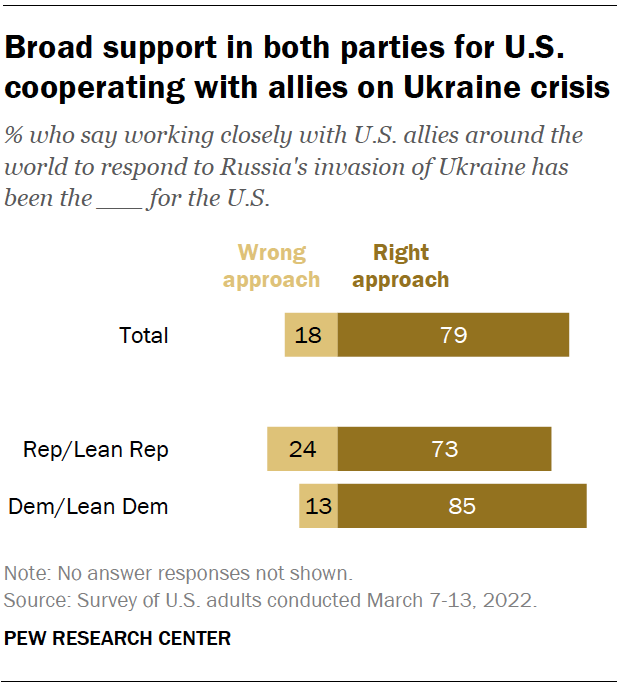 Broad support in both parties for U.S.
cooperating with allies on Ukraine crisis
% who say working closely with U.S. allies around the
world to respond to Russia's invasion of Ukraine has
been the ___ for the U.S.
Wrong approach
Right approach
Total 18 79
Rep/Lean Rep 24 73
Dem/Lean Dem 13 85
Note: No answer responses not shown.
Source: Survey of U.S. adults conducted March 7-13, 2022.
PEW RESEARCH CENTER